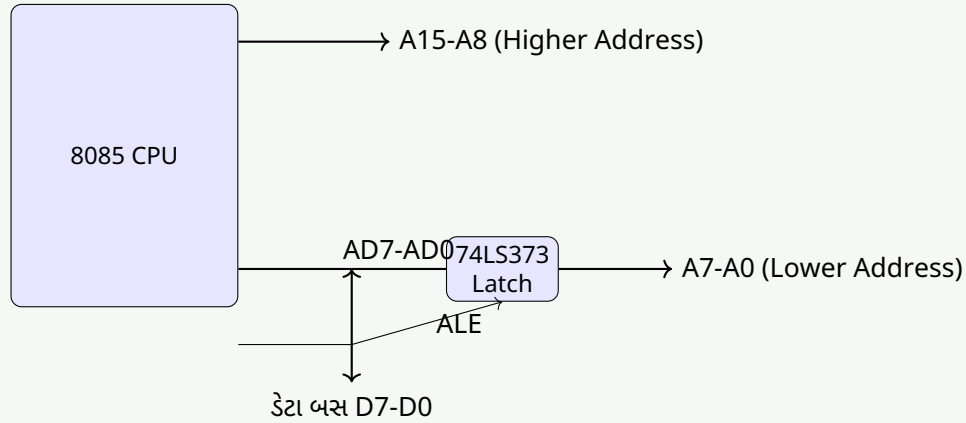 A15-A8 (Higher Address)
8085 CPU
AD7-AD0
74LS373
Latch
A7-A0 (Lower Address)
ALE
ડેટા બસ D7-D0